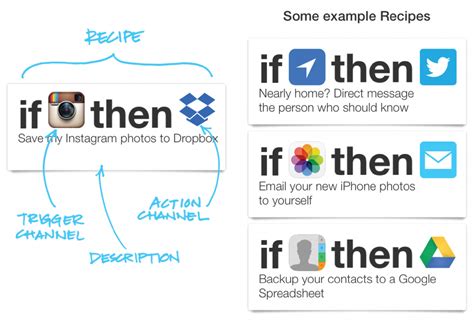 RECIPE
if then
Save my Instagram photos to Dropbox
TRIGGER
CHANNEL
ACTION
CHANNEL
DESCRIPTION
Some example Recipes
if then
Nearly home? Direct message
the person who should know
if then
Email your new iPhone photos
to yourself
if then
Backup your contacts to a Google
Spreadsheet